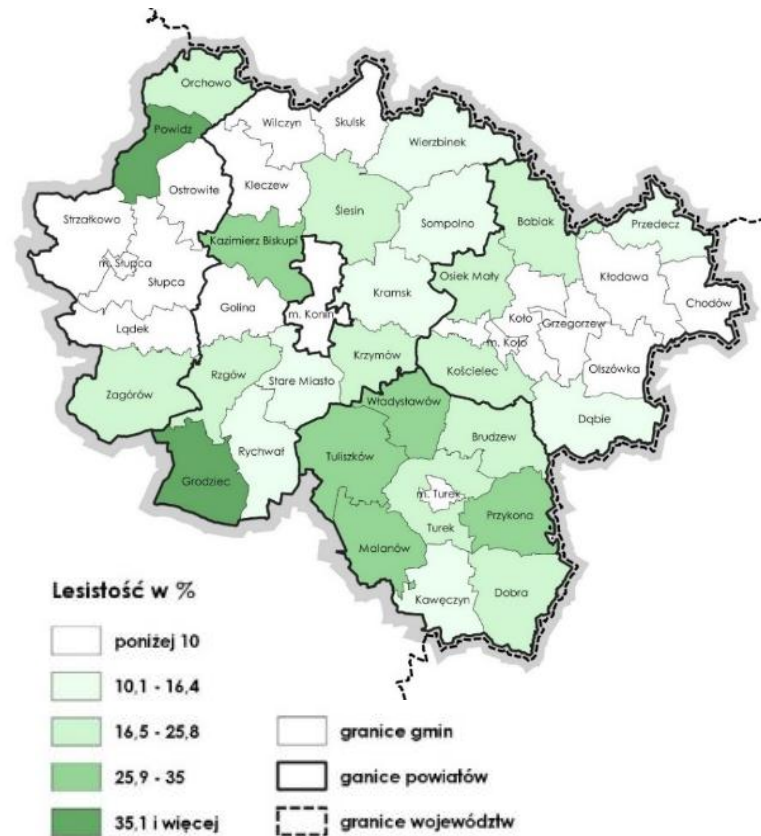 Orchowo
Powidz
Wilczyn
Skulsk
Wierzbinek
Ostrowite
Kleczew
Ślesin
Sompolno
Babiak
Przedecz
Strzałkowo
Kazimierz Biskupi
m. Słupca
Słupca
Osiek Mały
Kłodawa
Chodów
Golina
m. Konin
Kramsk
Koło
Grzegorzew
m. Koło
Lądek
Olszówka
Krzymów
Kościelec
Zagórów
Rzgów
Stare Miasto
Władysławów
Dąbie
Brudzew
Rychwał
Tuliszków
Grodziec
m. Turek
Przykona
Turek
Malanów
Kawęczyn
Dobra
Lesistość w %
poniżej 10
10,1 - 16,4
16,5 - 25,8
25,9 - 35
35,1 i więcej
granice gmin
ganice powiatów
granice województw